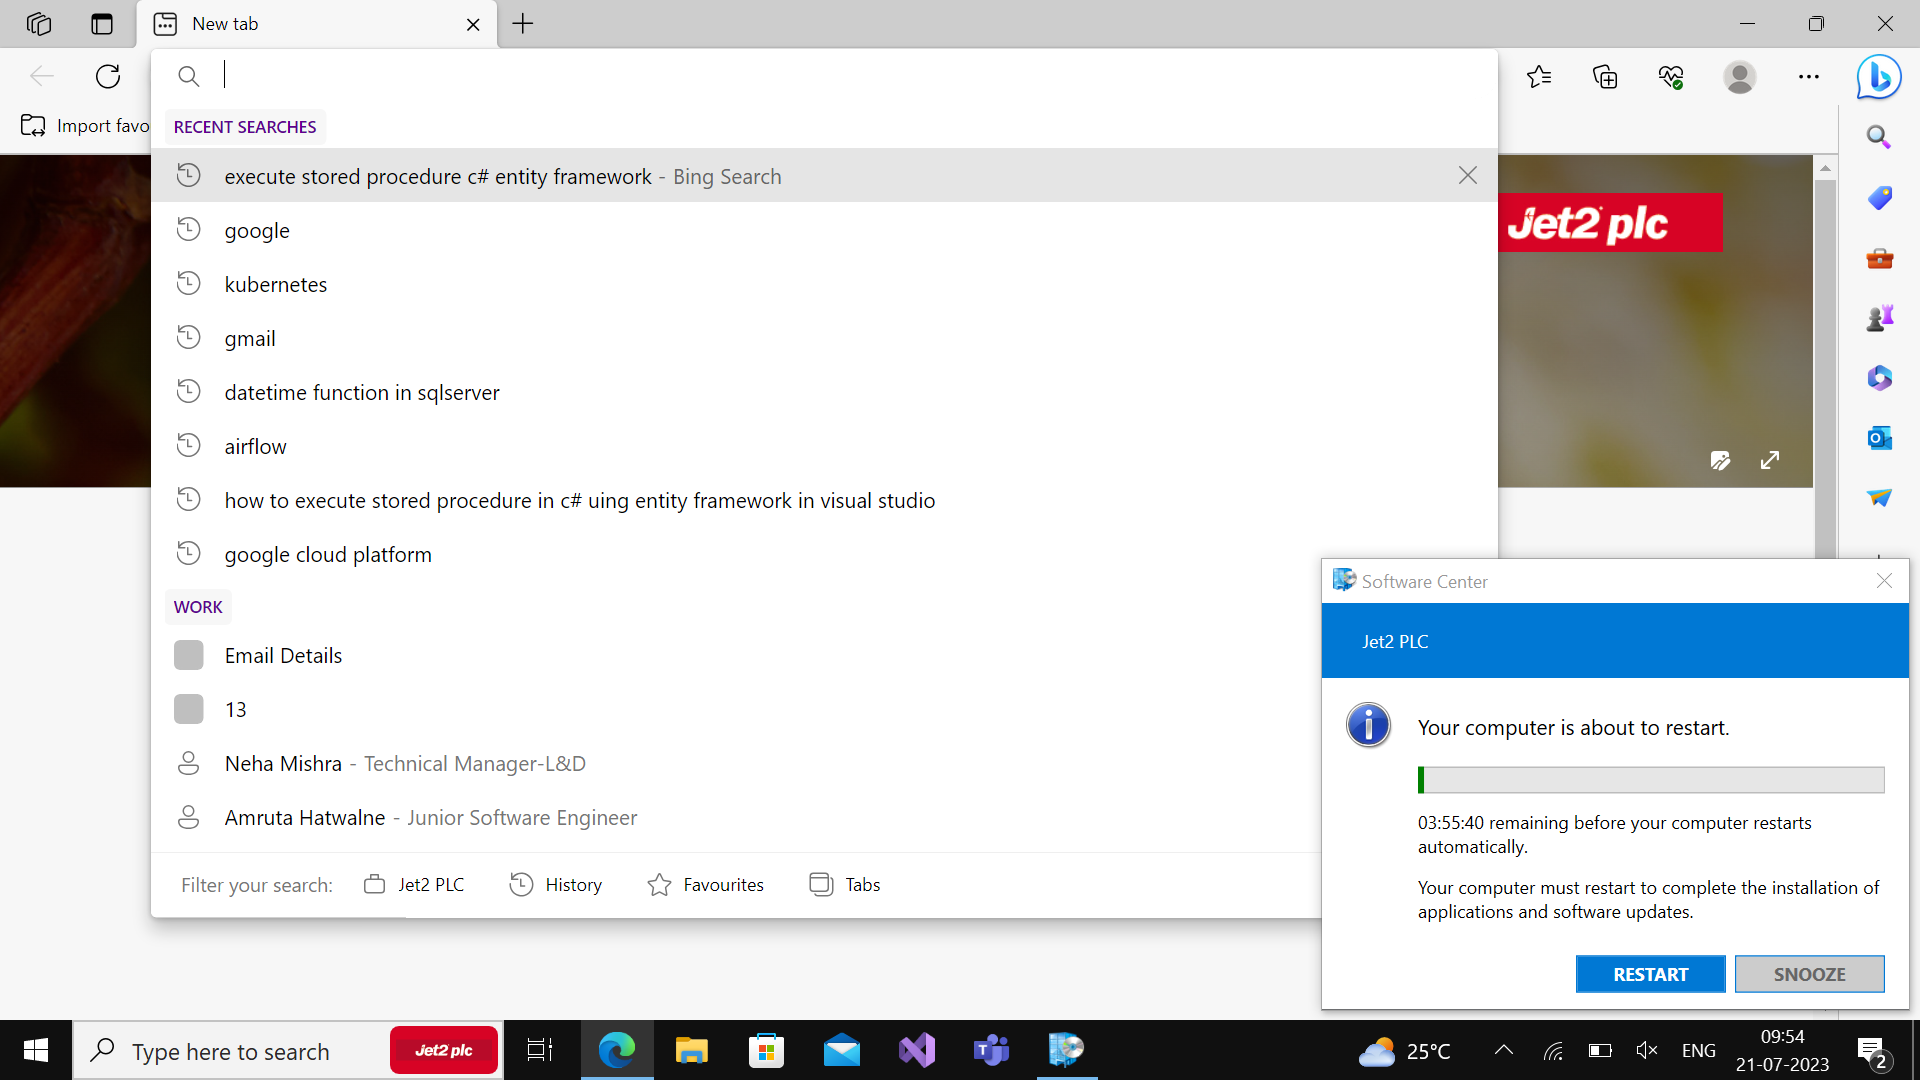 New tab
Import favo
RECENT SEARCHES
execute stored procedure c# entity framework - Bing Search
google
kubernetes
gmail
datetime function in sqlserver
airflow
how to execute stored procedure in c# uing entity framework in visual studio
google cloud platform
WORK
Email Details
13
Neha Mishra - Technical Manager-L&D
Amruta Hatwalne - Junior Software Engineer
Filter your search: Jet2 PLC History Favourites Tabs
Jet2 plc
Software Center
Jet2 PLC
Your computer is about to restart.
03:55:40 remaining before your computer restarts
automatically.
Your computer must restart to complete the installation of
applications and software updates.
RESTART SNOOZE
Type here to search
Jet2 plc
25°C
ENG
09:54
21-07-2023
2